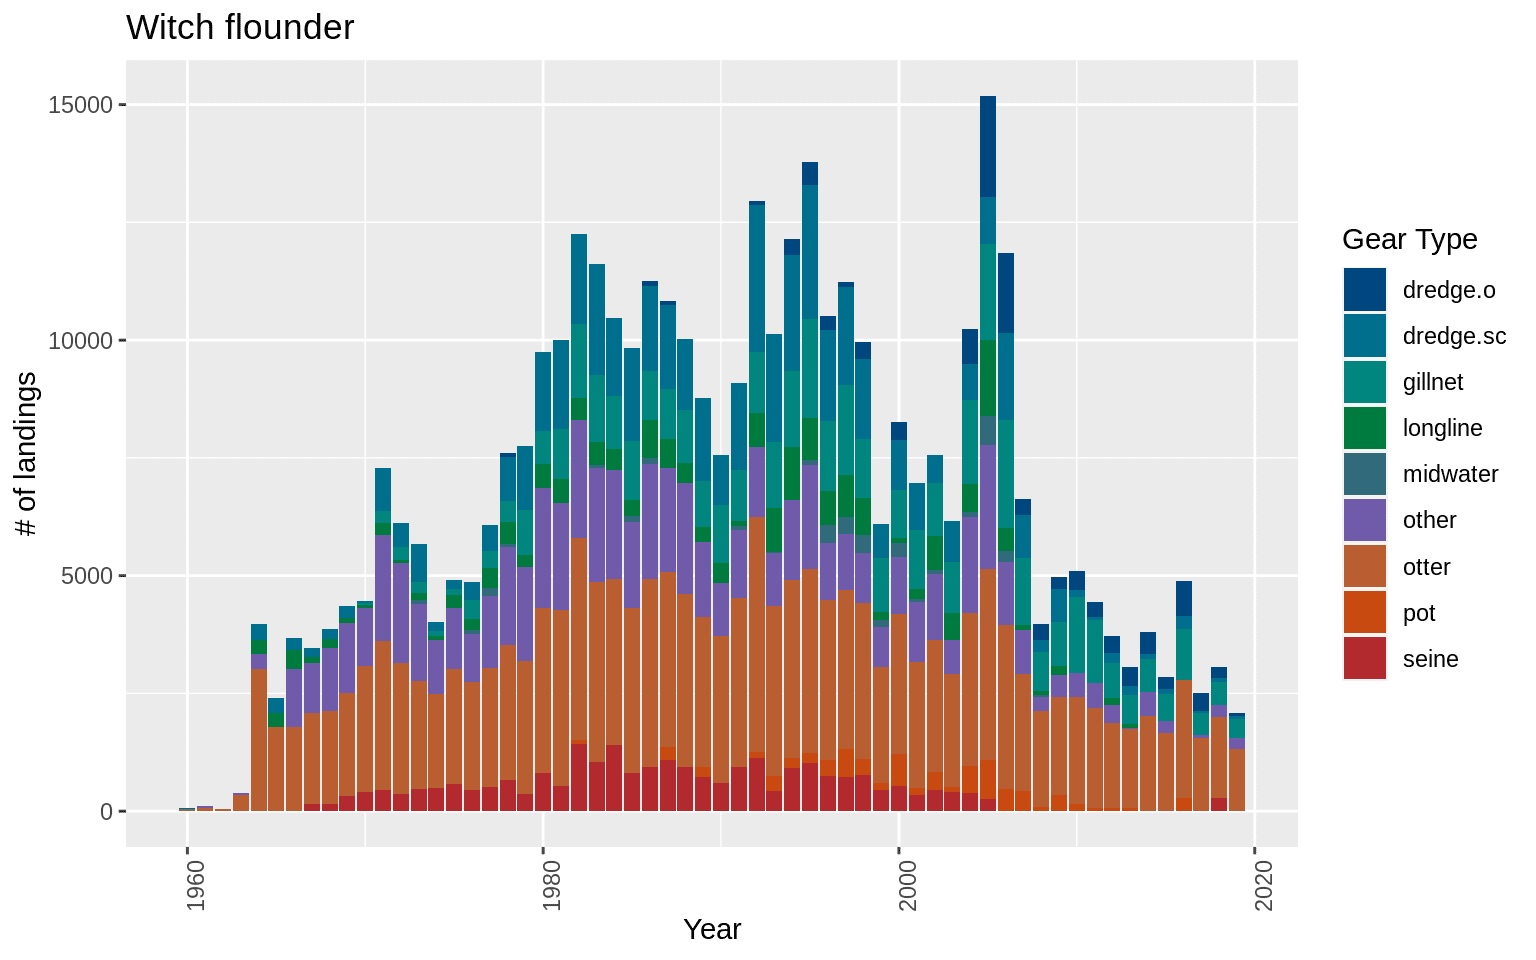 Witch flounder
15000
10000
5000
0
# of landings
1960
1980
2000
2020
Year
Gear Type
dredge.o
dredge.sc
gillnet
longline
midwater
other
otter
pot
seine